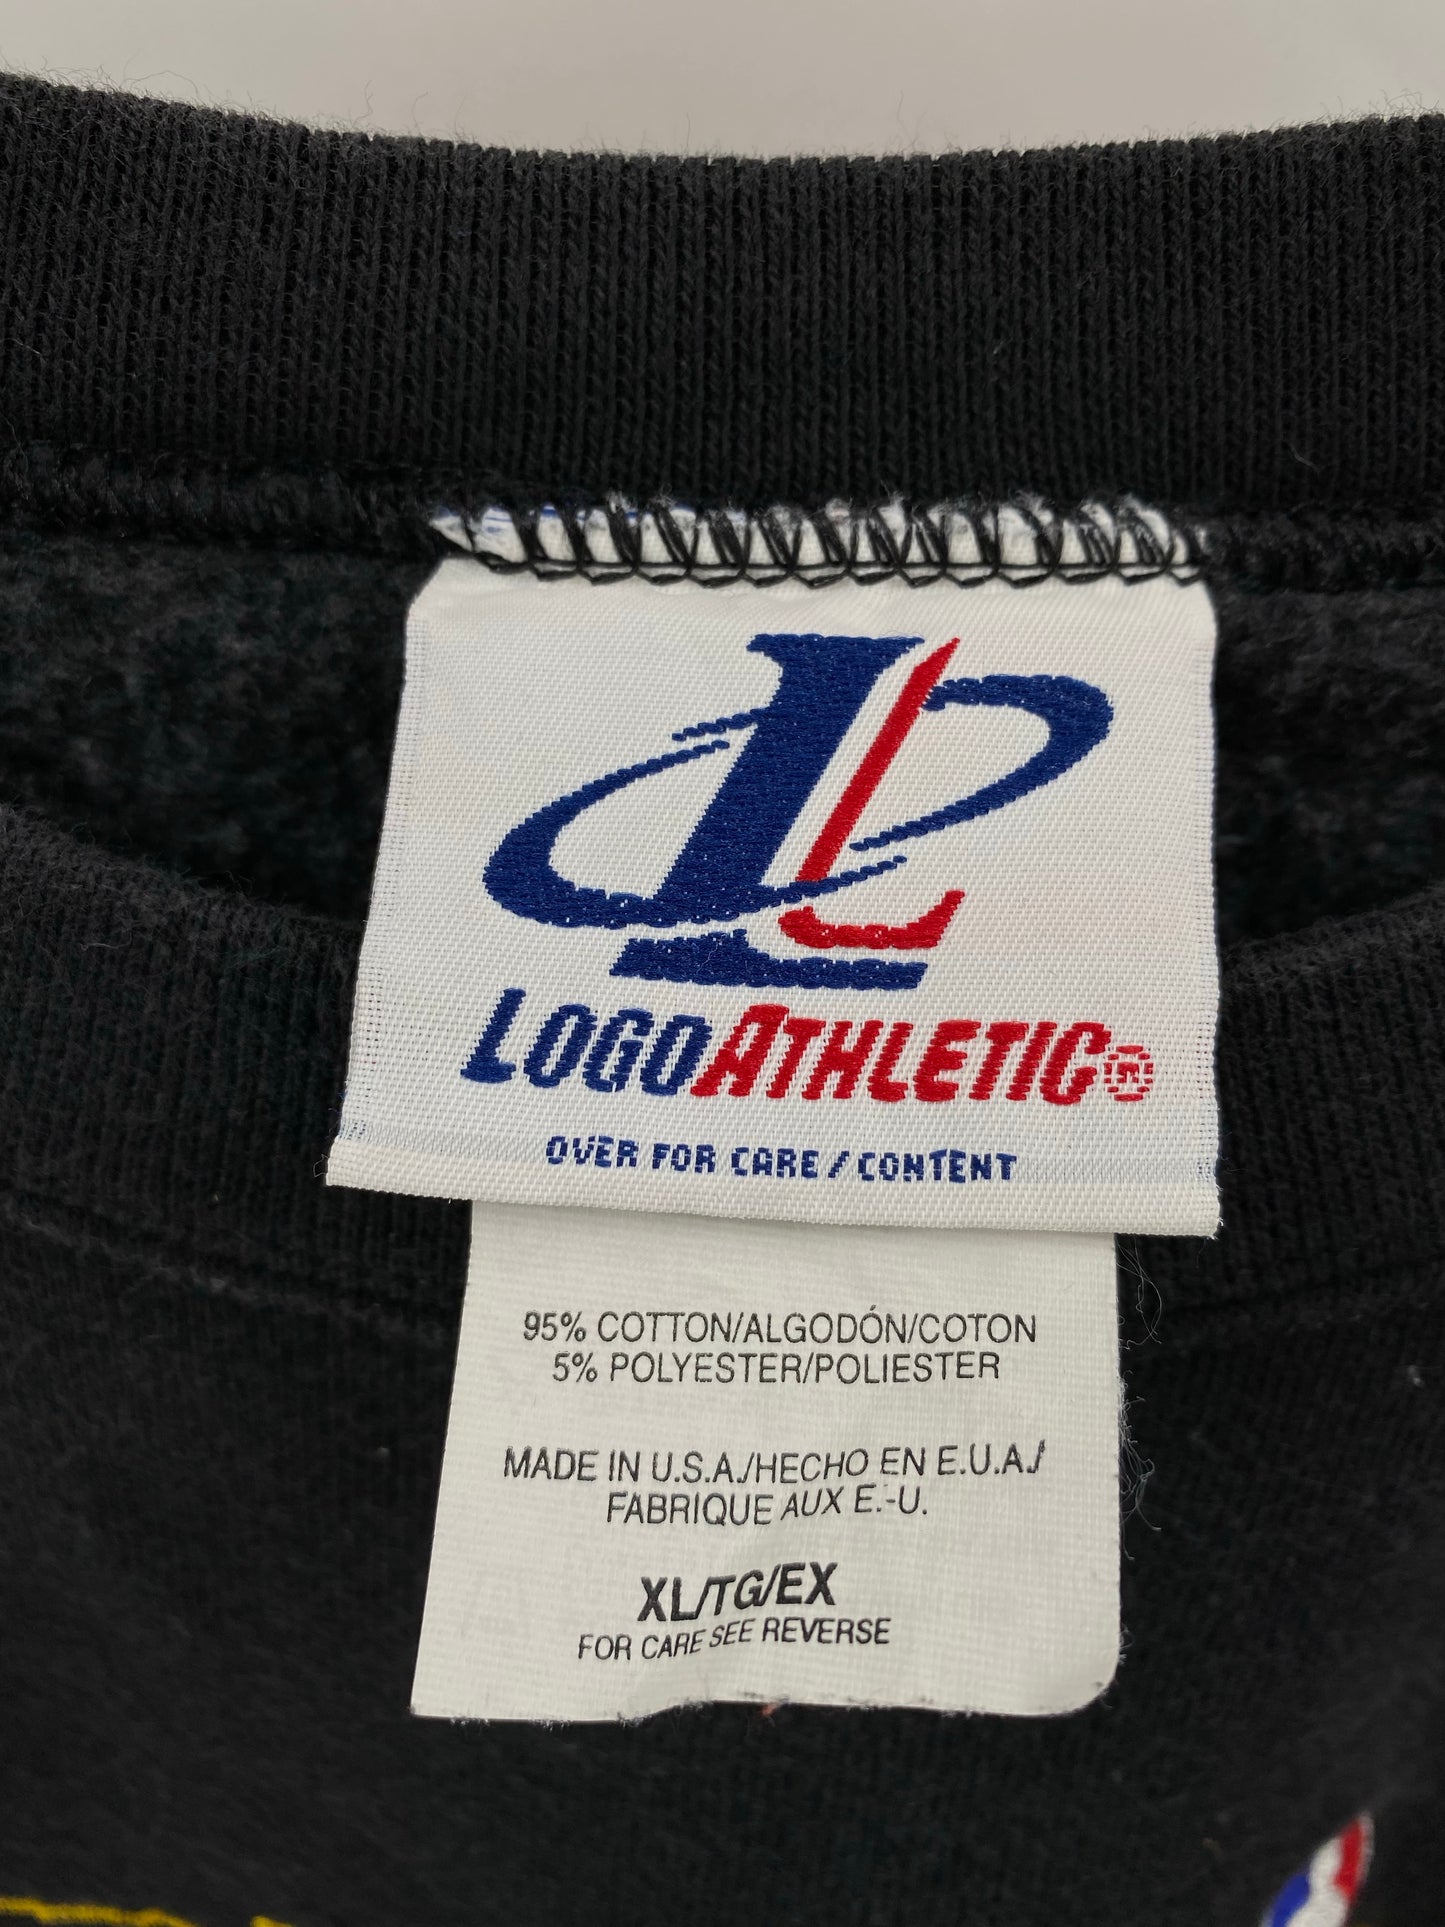 LOGOATHLETIC®
OVER FOR CARE / CONTENT
95% COTTON/ALGODÓN/COTON
5% POLYESTER/POLIESTER
MADE IN U.S.A./HECHO EN E.U.A./
FABRIQUE AUX E.-U.
XL/TG/EX
FOR CARE SEE REVERSE